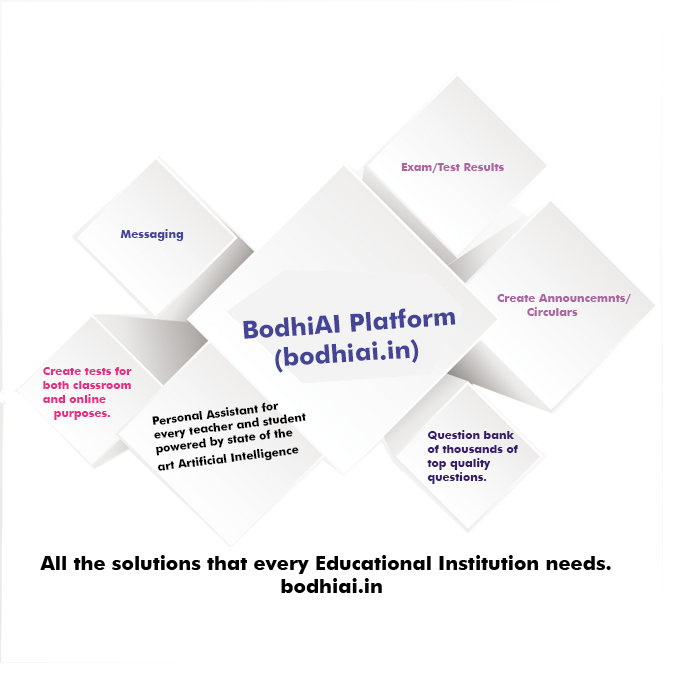 Exam/Test Results
Messaging
Create Announcemnts/
Circulars
BodhiAI Platform
(bodhiai.in)
Create tests for
both classroom
and online
purposes.
Personal Assistant for
every teacher and student
powered by state of the
art Artificial Intelligence
Question bank
of thousands of
top quality
questions.
All the solutions that every Educational Institution needs.
bodhiai.in